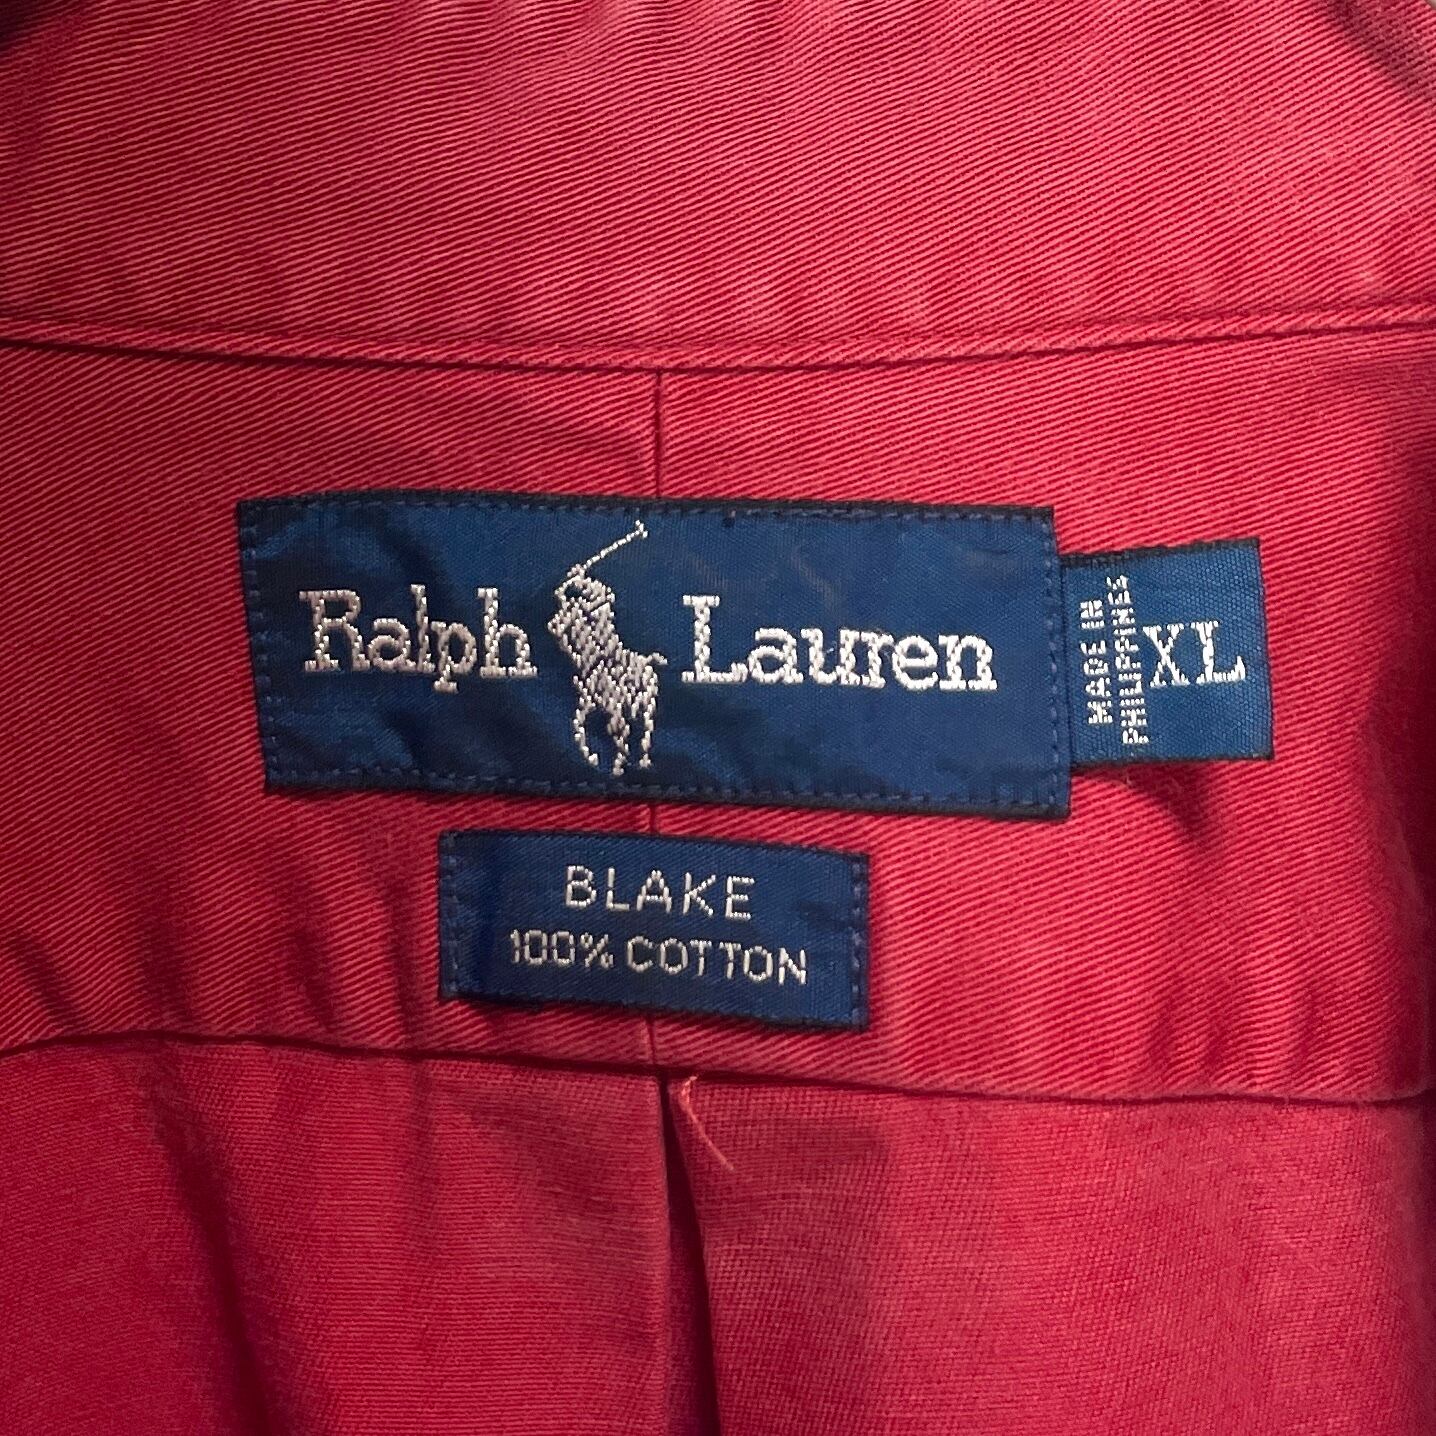 Ralph Lauren
MADE IN
PHILIPPINES
XL
BLAKE
100% COTTON